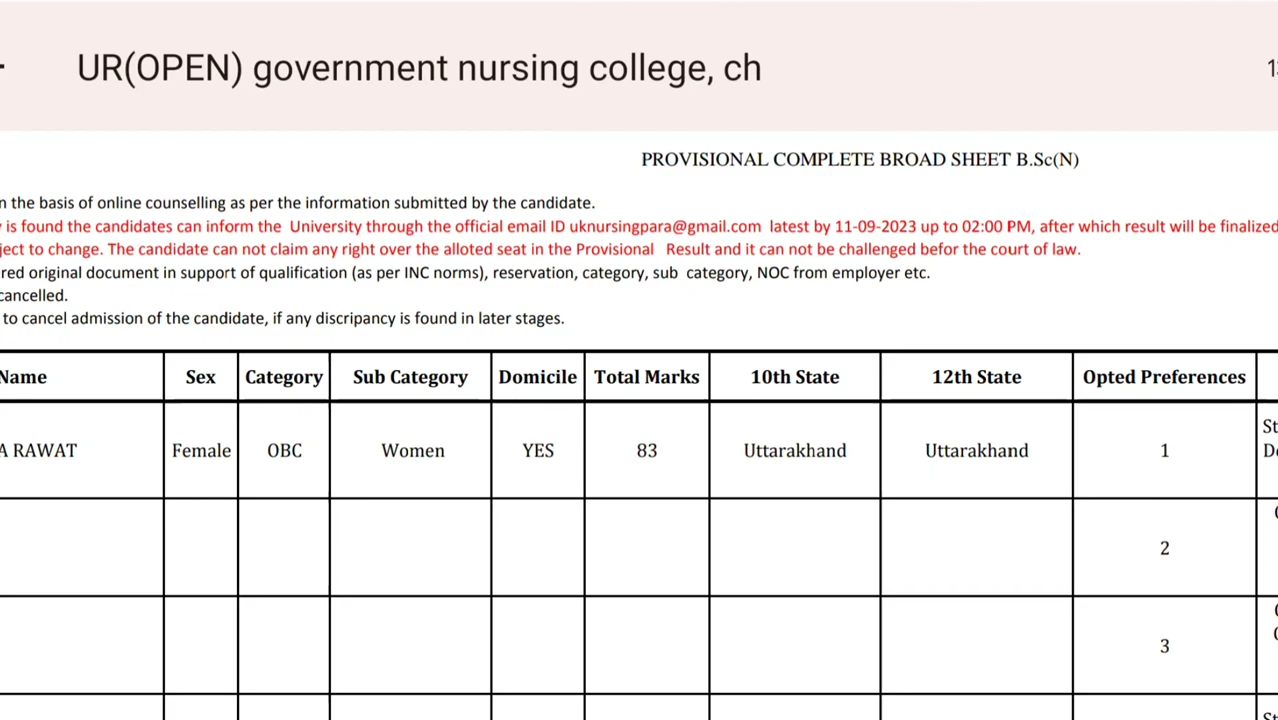 UR(OPEN) government nursing college, ch
PROVISIONAL COMPLETE BROAD SHEET B.Sc(N)
n the basis of online counselling as per the information submitted by the candidate.
is found the candidates can inform the University through the official email ID uknursingpara@gmail.com latest by 11-09-2023 up to 02:00 PM, after which result will be finalized
ject to change. The candidate can not claim any right over the alloted seat in the Provisional Result and it can not be challenged befor the court of law.
red original document in support of qualification (as per INC norms), reservation, category, sub category, NOC from employer etc.
cancelled.
to cancel admission of the candidate, if any discripancy is found in later stages.
Name Sex Category Sub Category Domicile Total Marks 10th State 12th State Opted Preferences
A RAWAT Female OBC Women YES 83 Uttarakhand Uttarakhand 1
2
3